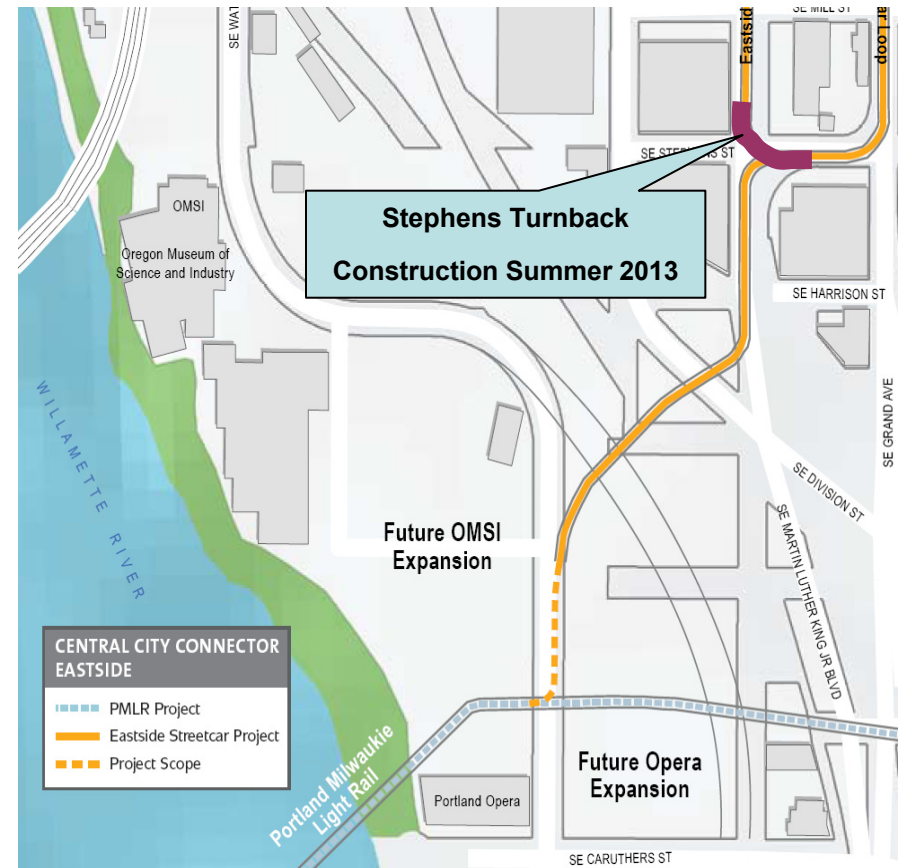 SE MILL ST
SE WAT
Eastside
ar Loop
SE STEPHENS ST
Stephens Turnback
Construction Summer 2013
OMSI
Oregon Museum of
Science and Industry
SE HARRISON ST
WILLAMETTE RIVER
SE GRAND AVE
SE DIVISION ST
SE MARTIN LUTHER KING JR BLVD
Future OMSI
Expansion
CENTRAL CITY CONNECTOR
EASTSIDE
PMLR Project
Eastside Streetcar Project
Project Scope
Portland Milwaukie
Light Rail
Portland Opera
Future Opera
Expansion
SE CARUTHERS ST